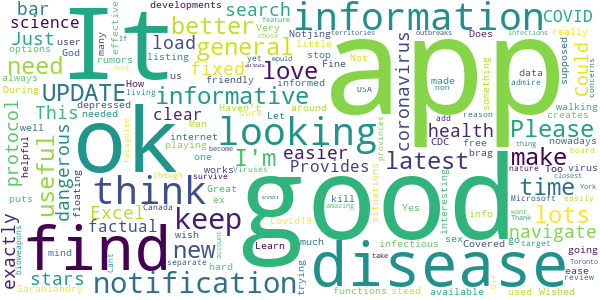 bar science search better COVID developments effective
Just general load fixed
need It app information
listing user God many rumors options
UPDATE love informative
During always stars
This depressed needed How living
ok looking coronavirus
protocol dangerous useful clear
Provides latest I'm easier
Haven't Man internet playing one works
health CDC Please make
think good disease
exactly find keep new notification
Excel factual time lots navigate
Sarahiandry floating mind puts
bioweapons helpful well
Great survive viruses ex wish much
Canada separate hard trying
Covid19 Learn infectious kill Yes
situations interesting info
sex Covered functions steed
available used Wished
Microsoft easily closest York
Toronto ease review going
virus Too nature board
nowadays creates walking supposed
brag free reason add
data USA made non
Notjing little stop Fine
friendly informed around Let
Very Does Not yet us
something admire concerns
outbreaks infections territories feature
really Could
provinces amazing account become
target want Thank thing take